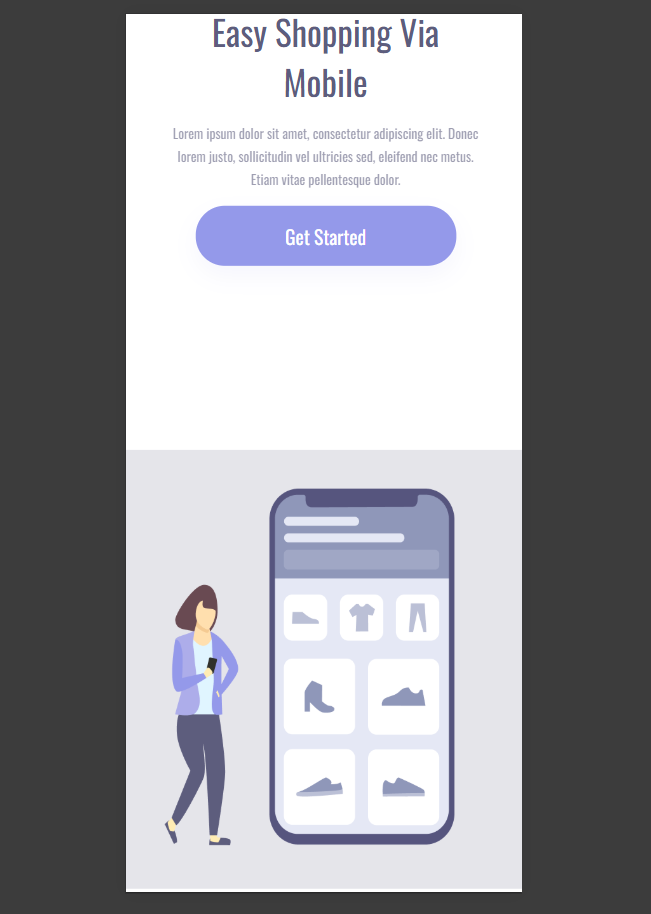 Easy Shopping Via
Mobile
Lorem ipsum dolor sit amet, consectetur adipiscing elit. Donec
lorem justo, sollicitudin vel ultricies sed, eleifend nec metus.
Etiam vitae pellentesque dolor.
Get Started